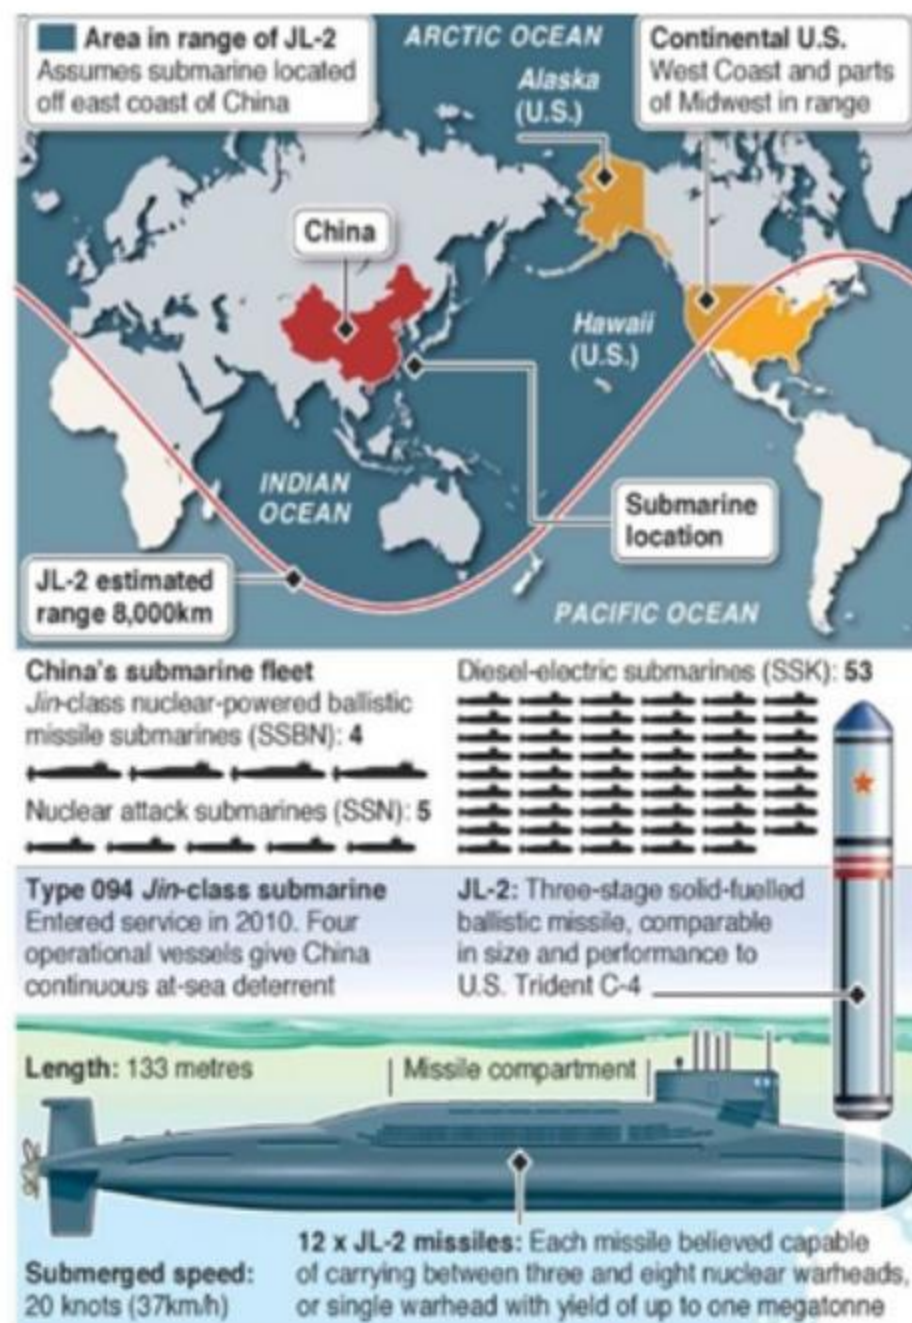 Area in range of JL-2
Assumes submarine located
off east coast of China
ARCTIC OCEAN
Alaska
(U.S.)
Continental U.S.
West Coast and parts
of Midwest in range
China
Hawaii
(U.S.)
INDIAN
OCEAN
Submarine
location
JL-2 estimated
range 8,000km
PACIFIC OCEAN
China's submarine fleet
Jin-class nuclear-powered ballistic
missile submarines (SSBN): 4
Nuclear attack submarines (SSN): 5
Diesel-electric submarines (SSK): 53
Type 094 Jin-class submarine
Entered service in 2010. Four
operational vessels give China
continuous at-sea deterrent
JL-2: Three-stage solid-fuelled
ballistic missile, comparable
in size and performance to
U.S. Trident C-4
Length: 133 metres
Missile compartment
Submerged speed:
20 knots (37km/h)
12 x JL-2 missiles: Each missile believed capable
of carrying between three and eight nuclear warheads,
or single warhead with yield of up to one megatonne